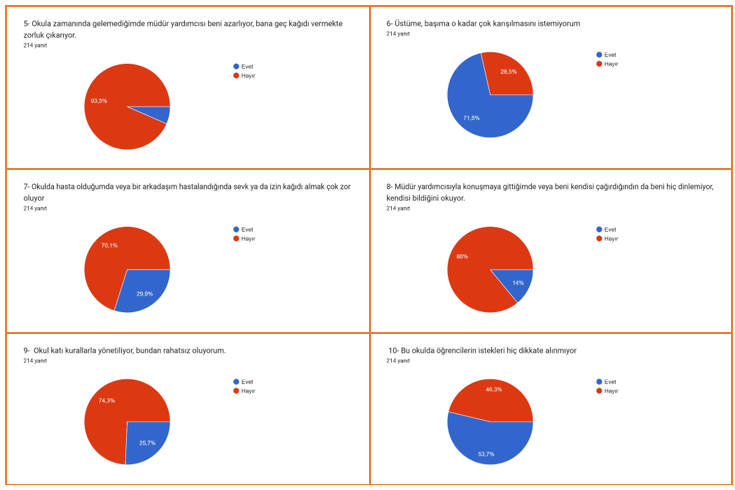 5- Okula zamanında gelemediğimde müdür yardımcısı beni azarlıyor, bana geç kağıdı vermekte
zorluk çıkarıyor.
214 yanıt
Evet
Hayır
93,5%
6- Üstüme, başıma o kadar çok karışılmasını istemiyorum
214 yanıt
Evet
Hayır
28,5%
71,5%
7- Okulda hasta olduğumda veya bir arkadaşım hastalandığında sevk ya da izin kağıdı almak çok zor
oluyor
214 yanıt
Evet
Hayır
70,1%
29,9%
8- Müdür yardımcısıyla konuşmaya gittiğimde veya beni kendisi çağırdığındın da beni hiç dinlemiyor,
kendisi bildiğini okuyor.
214 yanıt
Evet
Hayır
86%
14%
9- Okul katı kurallarla yönetiliyor, bundan rahatsız oluyorum.
214 yanıt
Evet
Hayır
74,3%
25,7%
10- Bu okulda öğrencilerin istekleri hiç dikkate alınmıyor
214 yanıt
Evet
Hayır
46,3%
53,7%